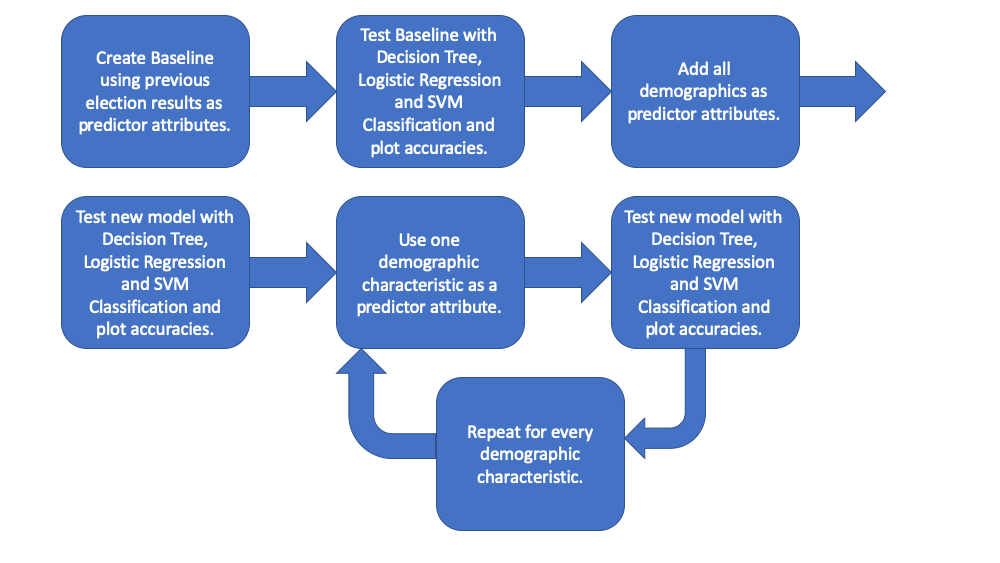 Create Baseline
using previous
election results as
predictor attributes.
Test Baseline with
Decision Tree,
Logistic Regression
and SVM
Classification and
plot accuracies.
Add all
demographics as
predictor attributes.
Test new model with
Decision Tree,
Logistic Regression
and SVM
Classification and
plot accuracies.
Use one
demographic
characteristic as a
predictor attribute.
Test new model with
Decision Tree,
Logistic Regression
and SVM
Classification and
plot accuracies.
Repeat for every
demographic
characteristic.